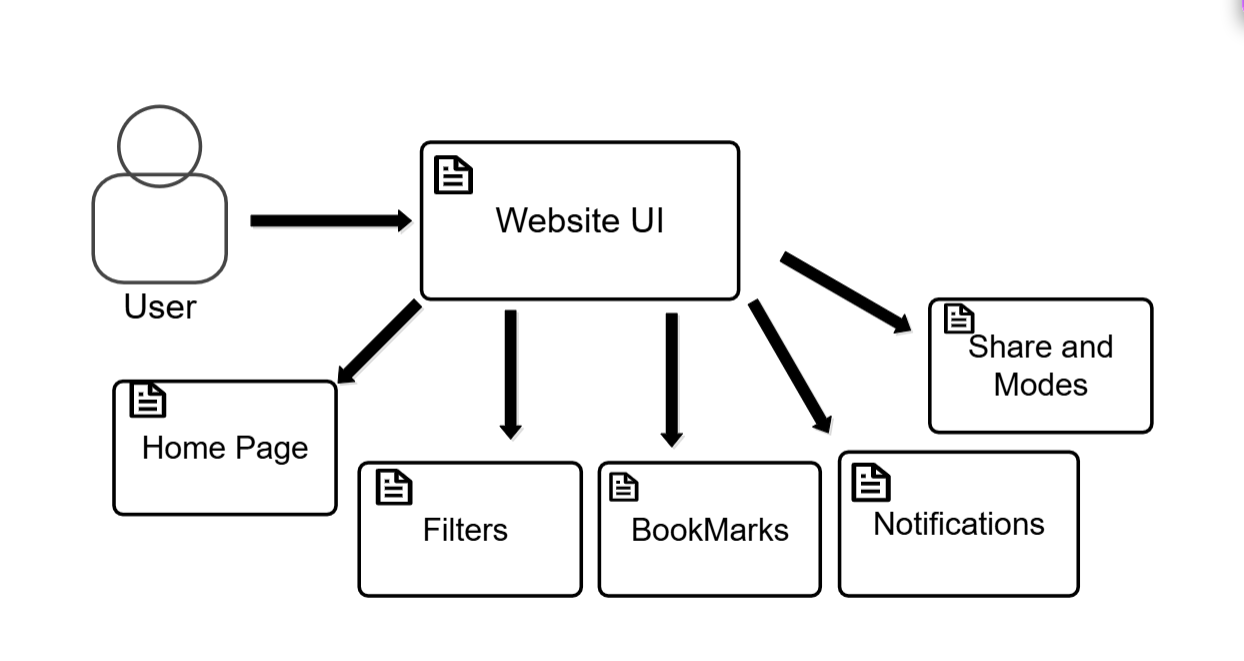 Website UI
User
Share and
Modes
Home Page
Filters
BookMarks
Notifications